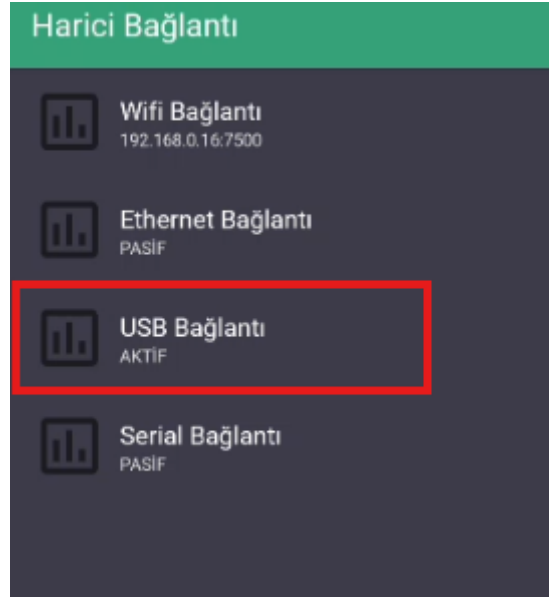 Harici Bağlantı
Wifi Bağlantı
192.168.0.16:7500
Ethernet Bağlantı
PASİF
USB Bağlantı
AKTİF
Serial Bağlantı
PASİF